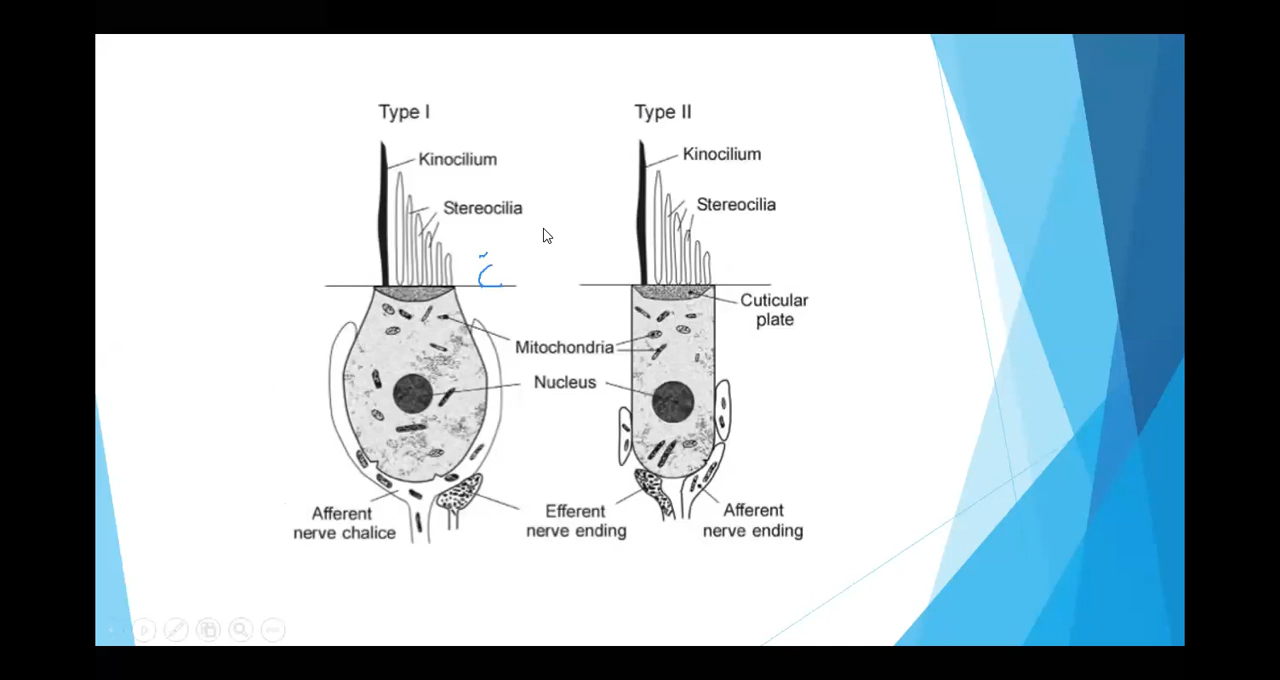 Type I
Type II
Kinocilium
Kinocilium
Stereocilia
Stereocilia
Cuticular
plate
Mitochondria
Nucleus
Afferent
nerve chalice
Efferent
nerve ending
Afferent
nerve ending